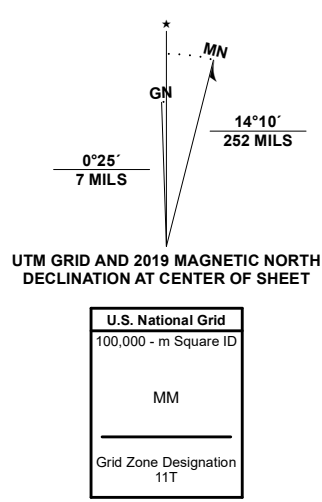 ★
MN
GN
14°10´
252 MILS
0°25´
7 MILS
UTM GRID AND 2019 MAGNETIC NORTH
DECLINATION AT CENTER OF SHEET
U.S. National Grid
100,000 - m Square ID
MM
Grid Zone Designation
11T